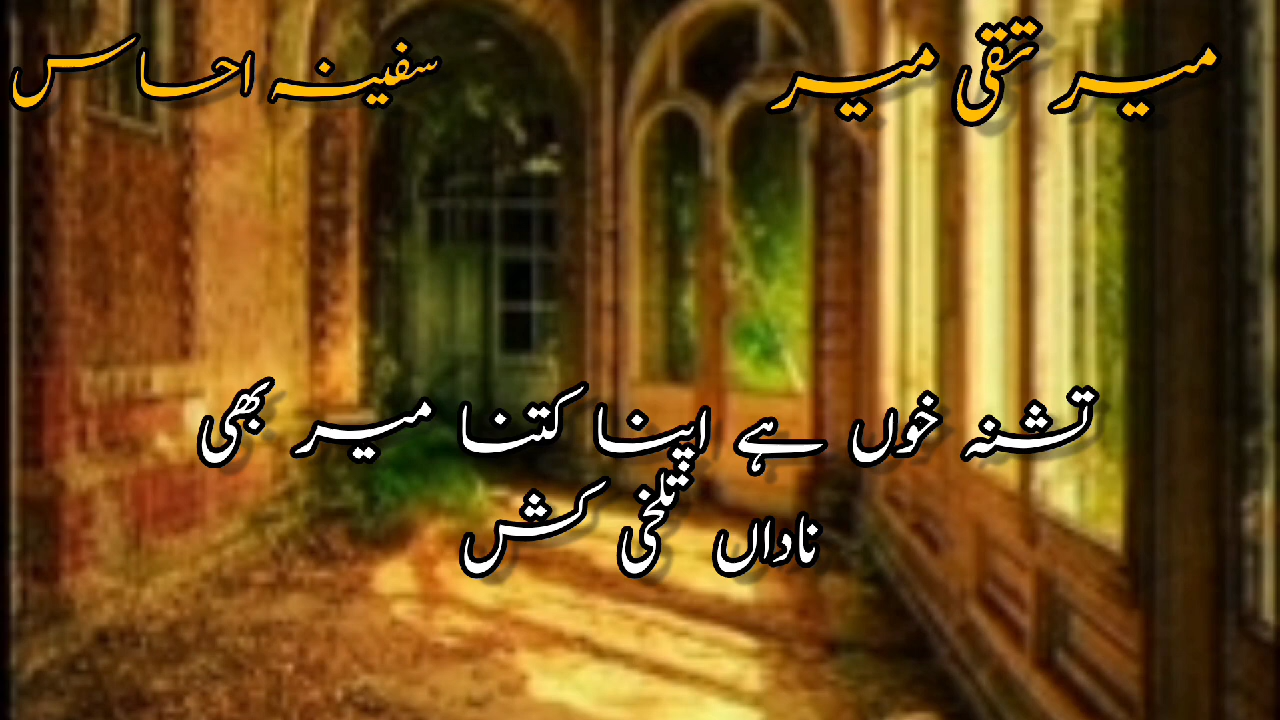 میر تقی میر
سفینہ احساس
تشنہ خوں ہے اپنا کتنا میر بھی
ناداں تلخی کش